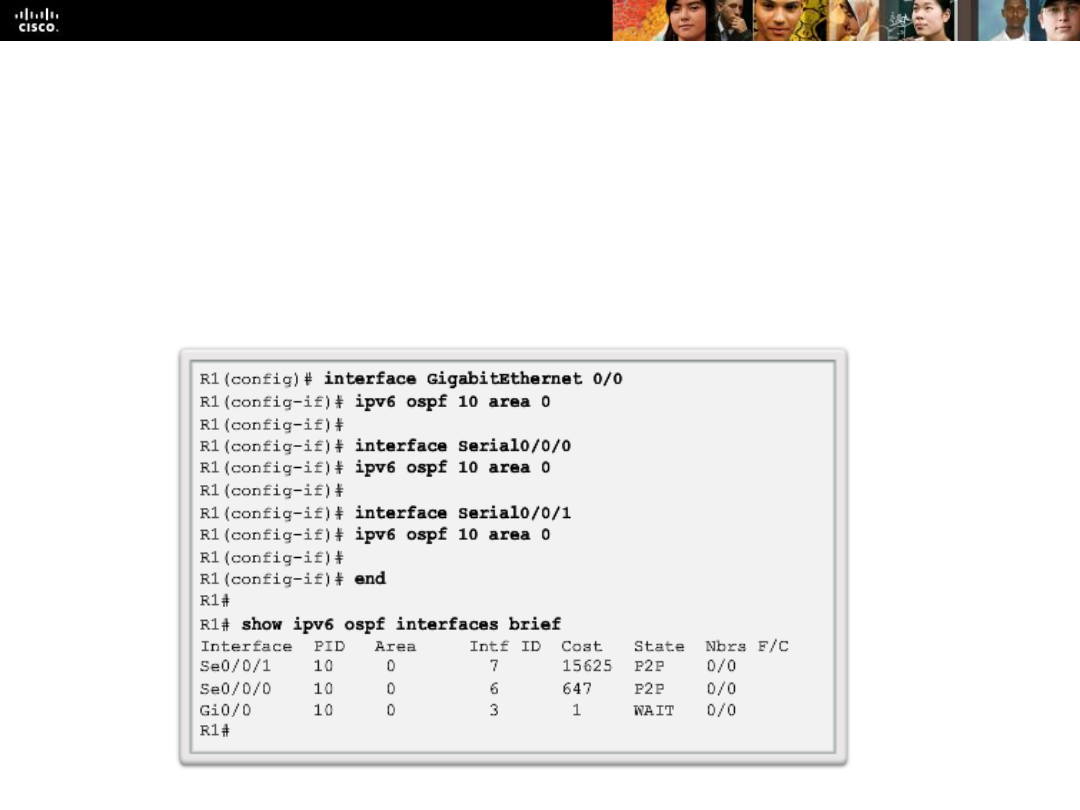 CISCO.
R1(config)# interface GigabitEthernet 0/0
R1(config-if)# ipv6 ospf 10 area 0
R1(config-if)#
R1(config-if)# interface Serial0/0/0
R1(config-if)# ipv6 ospf 10 area 0
R1(config-if)#
R1(config-if)# interface Serial0/0/1
R1(config-if)# ipv6 ospf 10 area 0
R1(config-if)#
R1(config-if)# end
R1#
R1# show ipv6 ospf interfaces brief
Interface PID Area Intf ID Cost State Nbrs F/C
Se0/0/1 10 0 7 15625 P2P 0/0
Se0/0/0 10 0 6 647 P2P 0/0
Gi0/0 10 0 3 1 WAIT 0/0
R1#